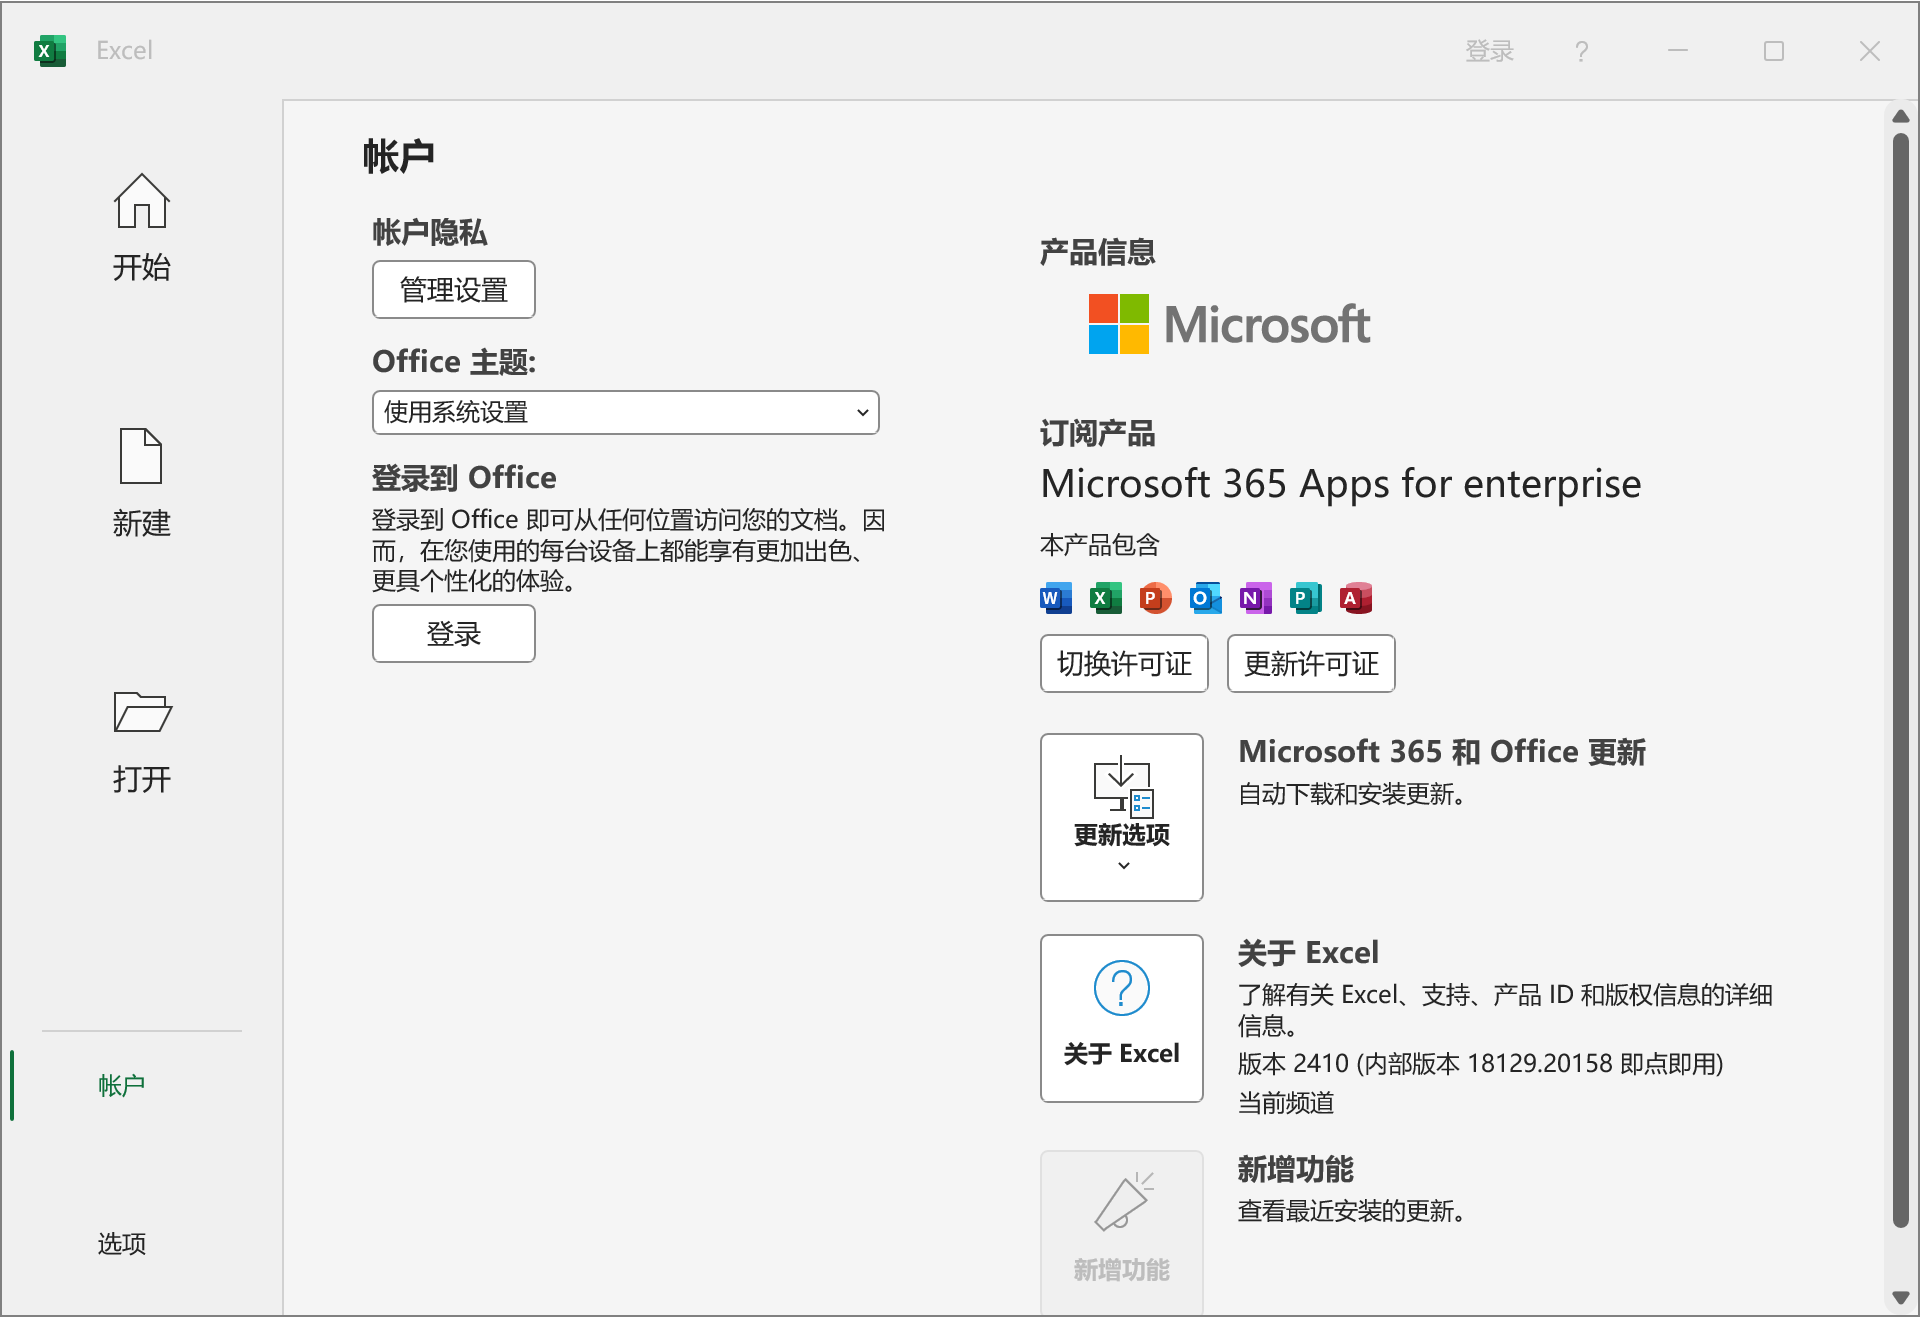 Excel
登录
开始
新建
打开
帐户
选项
帐户
帐户隐私
管理设置
Office 主题:
使用系统设置
登录到 Office
登录到 Office 即可从任何位置访问您的文档。因
而，在您使用的每台设备上都能享有更加出色、
更具个性化的体验。
登录
产品信息
Microsoft
订阅产品
Microsoft 365 Apps for enterprise
本产品包含
切换许可证
更新许可证
更新选项
Microsoft 365 和 Office 更新
自动下载和安装更新。
关于 Excel
关于 Excel
了解有关 Excel、支持、产品 ID 和版权信息的详细
信息。
版本 2410 (内部版本 18129.20158 即点即用)
当前频道
新增功能
新增功能
查看最近安装的更新。